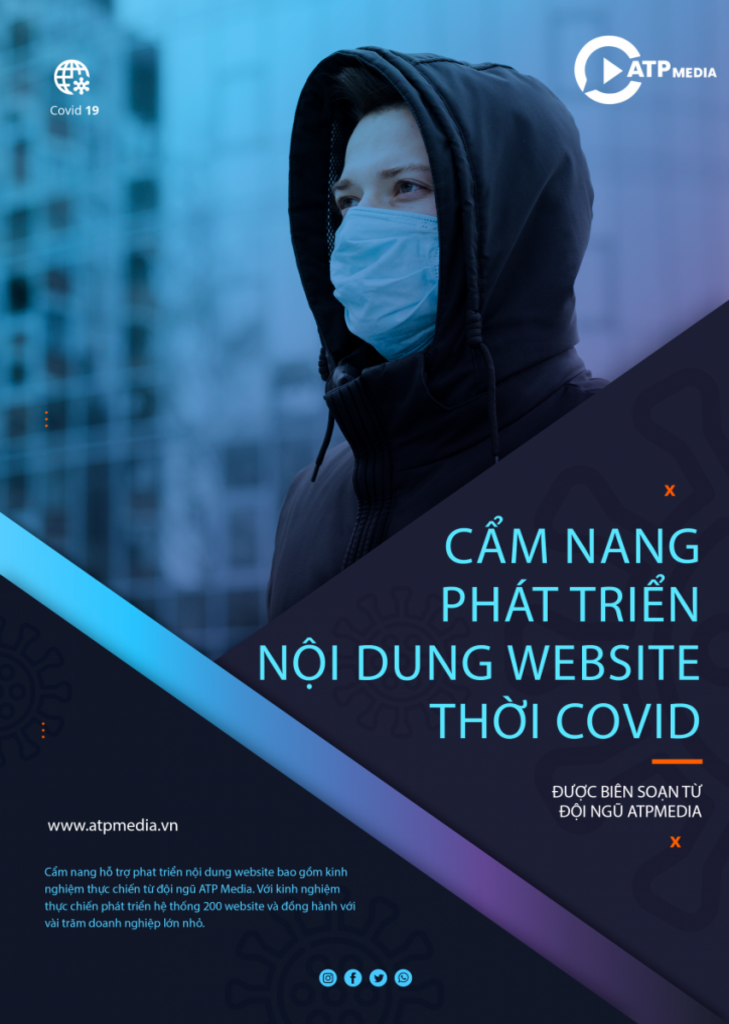 Covid 19
ATP MEDIA
x
CẨM NANG
PHÁT TRIỂN
NỘI DUNG WEBSITE
THỜI COVID
ĐƯỢC BIÊN SOẠN TỪ
ĐỘI NGŨ ATPMEDIA
x
www.atpmedia.vn
Cẩm nang hỗ trợ phat triển nội dung website bao gồm kinh
nghiệm thực chiến từ đội ngũ ATP Media. Với kinh nghiệm
thực chiến phát triển hệ thống 200 website và đồng hành với
vài trăm doanh nghiệp lớn nhỏ.